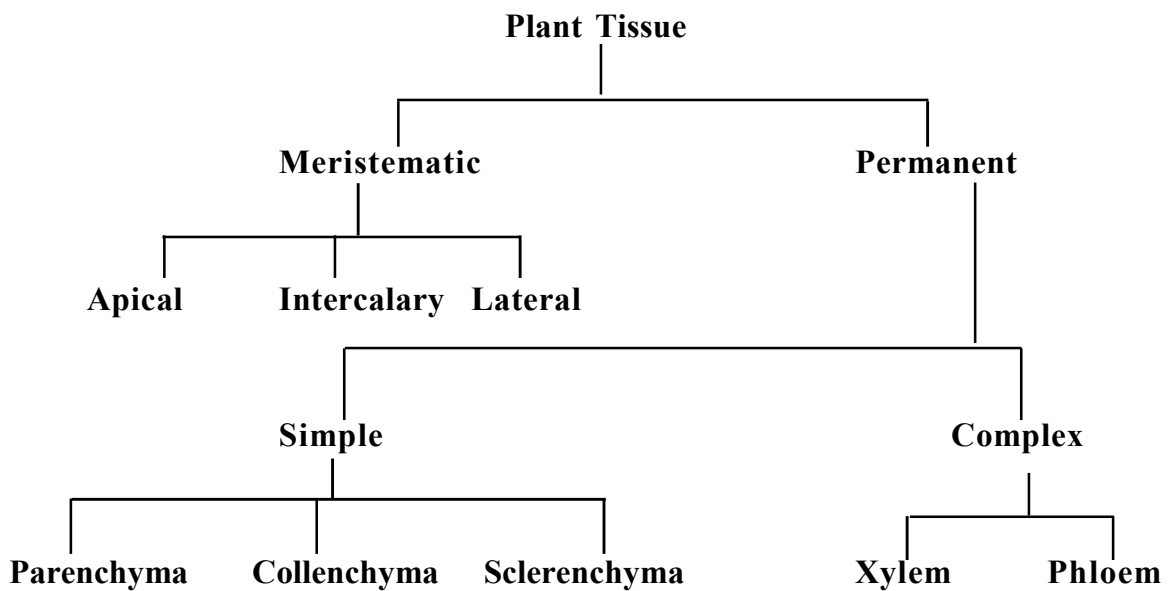 Plant Tissue
Meristematic Permanent
Apical Intercalary Lateral
Simple Complex
Parenchyma Collenchyma Sclerenchyma Xylem Phloem